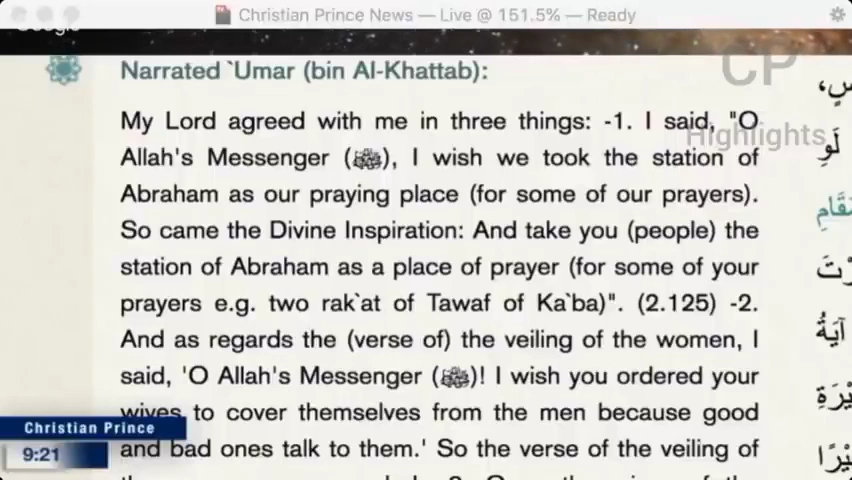 Christian Prince News — Live @ 151.5% — Ready
CP
Highlights
Narrated `Umar (bin Al-Khattab):
My Lord agreed with me in three things: -1. I said, "O
Allah's Messenger (ﷺ), I wish we took the station of
Abraham as our praying place (for some of our prayers).
So came the Divine Inspiration: And take you (people) the
station of Abraham as a place of prayer (for some of your
prayers e.g. two rak`at of Tawaf of Ka`ba)". (2.125) -2.
And as regards the (verse of) the veiling of the women, I
said, 'O Allah's Messenger (ﷺ)! I wish you ordered your
wives to cover themselves from the men because good
and bad ones talk to them.' So the verse of the veiling of
لَوِ
آيَةُ
Christian Prince
9:21